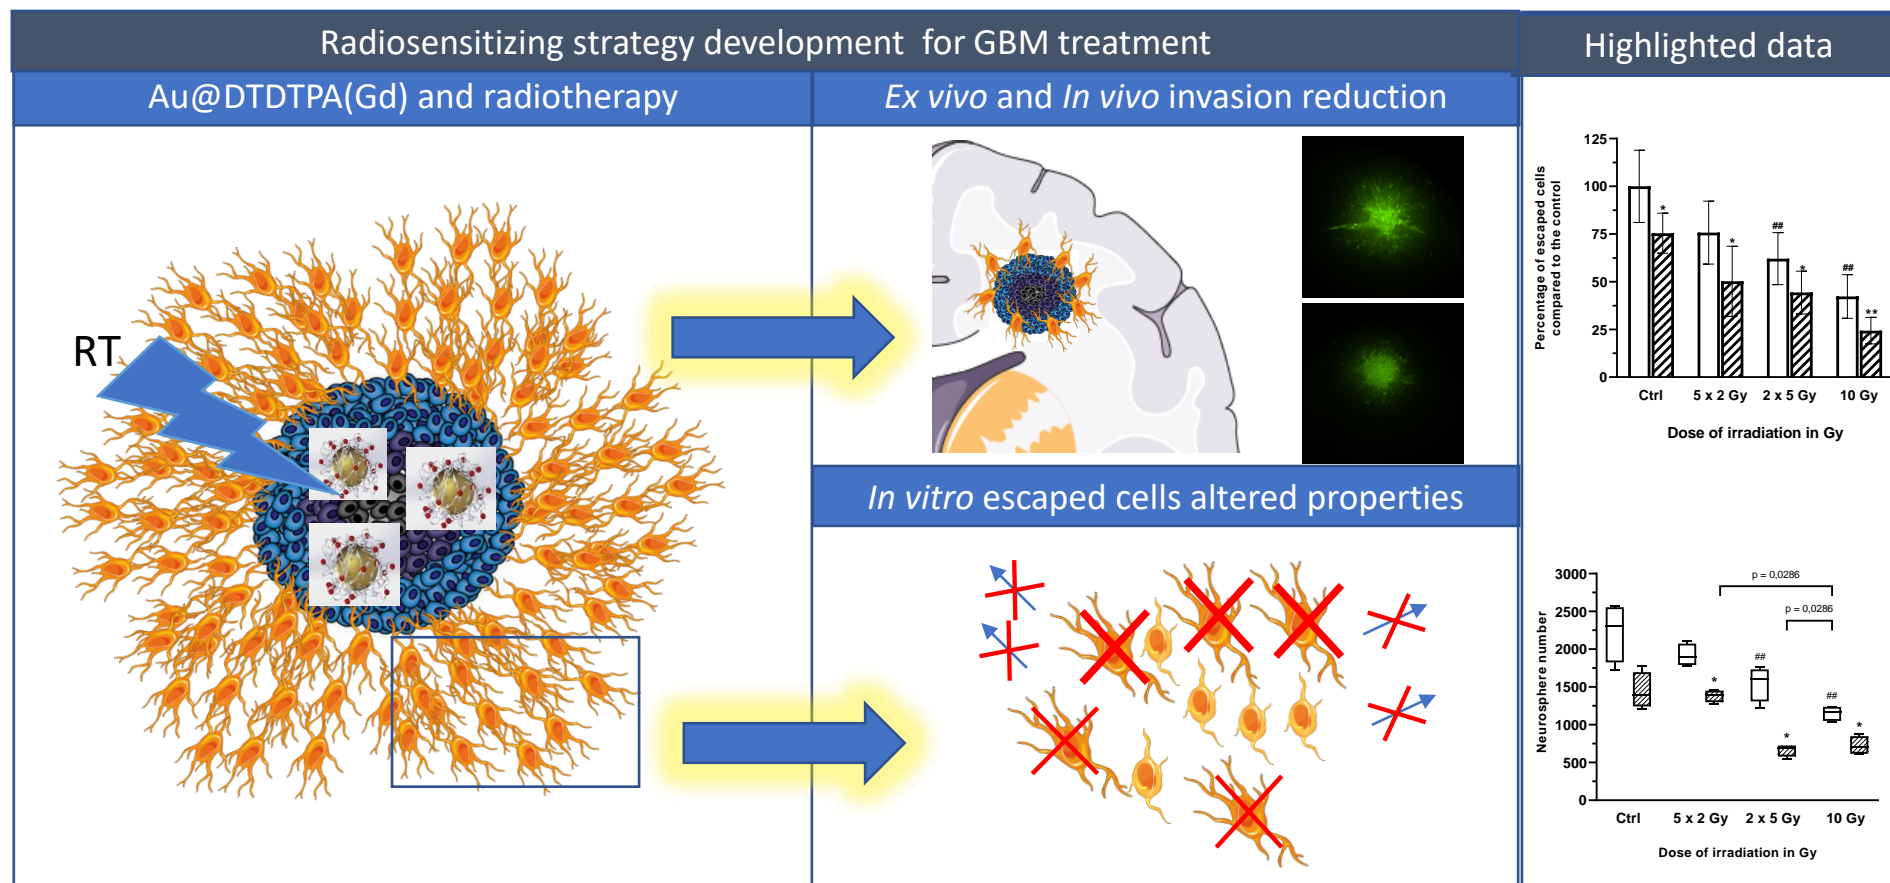 Radiosensitizing strategy development for GBM treatment
Highlighted data
Au@DTDTPA(Gd) and radiotherapy
Ex vivo and In vivo invasion reduction
RT
In vitro escaped cells altered properties
Percentage of escaped cells
compared to the control
125
100
75
50
25
0
*
*
##
*
##
**
Ctrl
5 x 2 Gy
2 x 5 Gy
10 Gy
Dose of irradiation in Gy
Neurosphere number
3000
2500
2000
1500
1000
500
0
p = 0,0286
p = 0,0286
*
##
*
##
*
Ctrl
5 x 2 Gy
2 x 5 Gy
10 Gy
Dose of irradiation in Gy